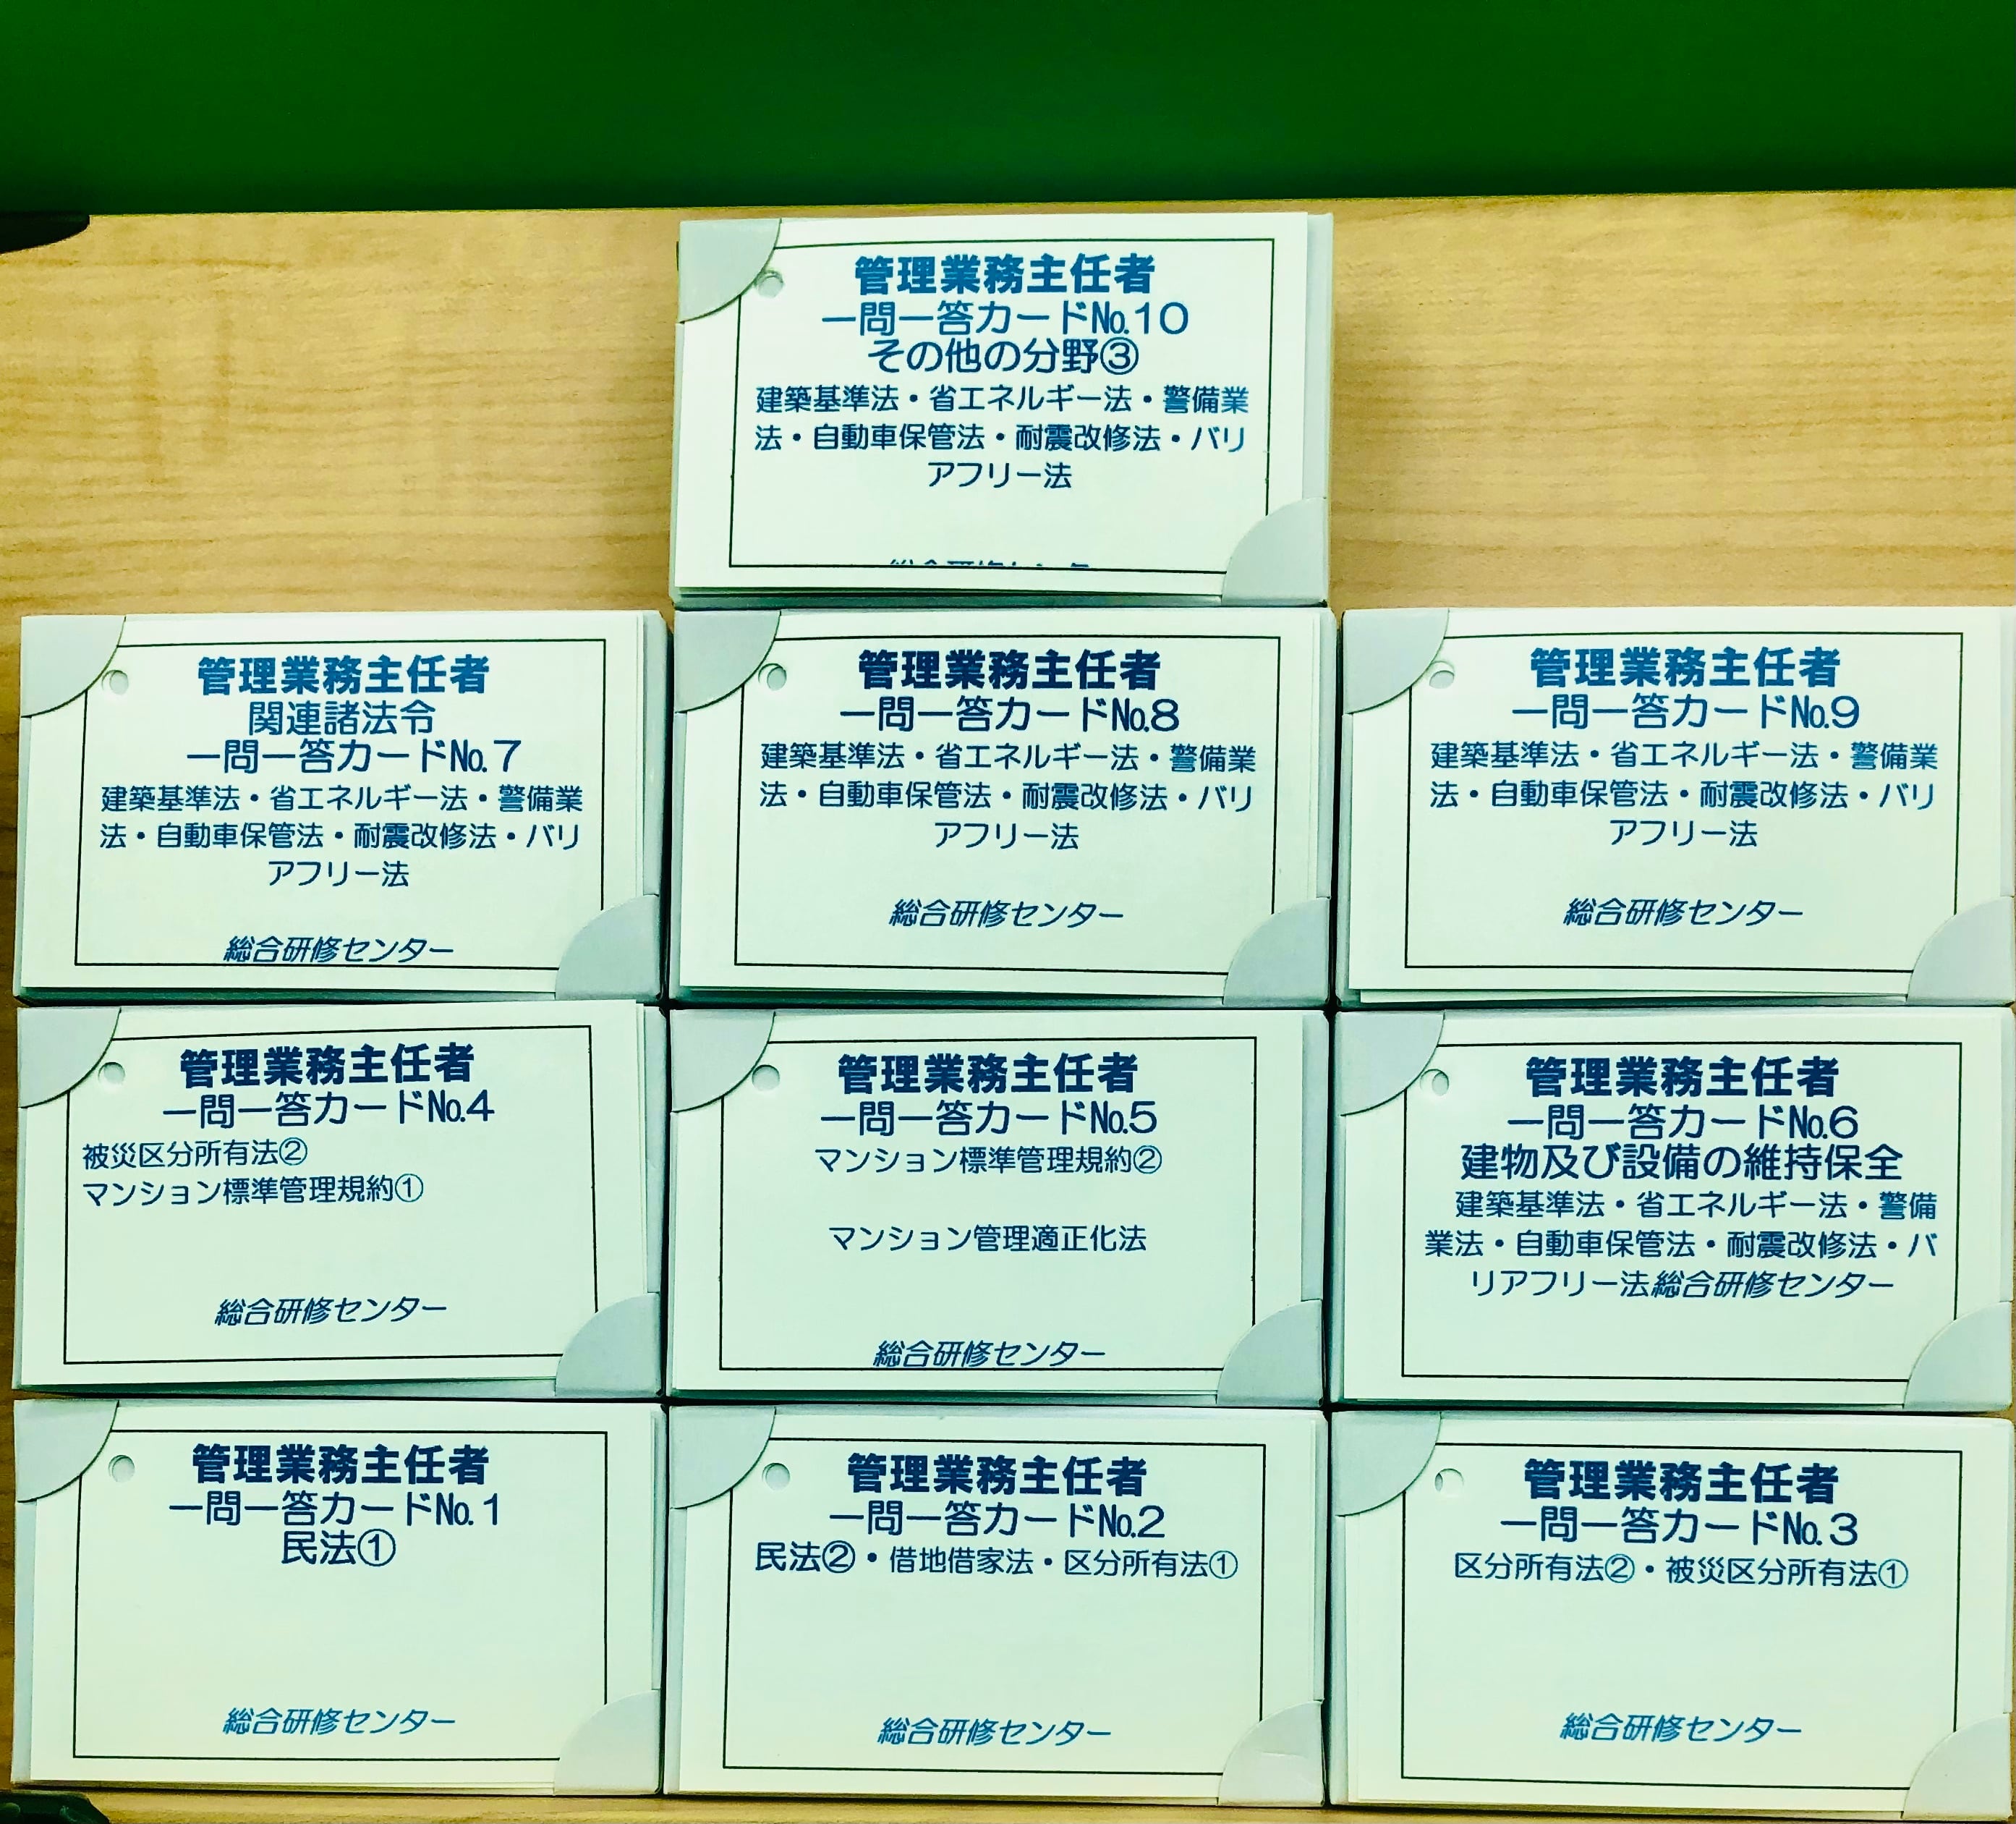 管理業務主任者
一問一答カード№10
その他の分野③
建築基準法・省エネルギー法・警備業
法・自動車保管法・耐震改修法・バリ
アフリー法
管理業務主任者
関連諸法令
一問一答カード№7
建築基準法・省エネルギー法・警備業
法・自動車保管法・耐震改修法・バリ
アフリー法
総合研修センター
管理業務主任者
一問一答カード№8
建築基準法・省エネルギー法・警備業
法・自動車保管法・耐震改修法・バリ
アフリー法
総合研修センター
管理業務主任者
一問一答カード№9
建築基準法・省エネルギー法・警備業
法・自動車保管法・耐震改修法・バリ
アフリー法
総合研修センター
管理業務主任者
一問一答カード№4
被災区分所有法②
マンション標準管理規約①
総合研修センター
管理業務主任者
一問一答カード№5
マンション標準管理規約②
マンション管理適正化法
総合研修センター
管理業務主任者
一問一答カード№6
建物及び設備の維持保全
建築基準法・省エネルギー法・警備
業法・自動車保管法・耐震改修法・バ
リアフリー法総合研修センター
管理業務主任者
一問一答カード№1
民法①
総合研修センター
管理業務主任者
一問一答カード№2
民法②・借地借家法・区分所有法①
総合研修センター
管理業務主任者
一問一答カード№3
区分所有法②・被災区分所有法①
総合研修センター